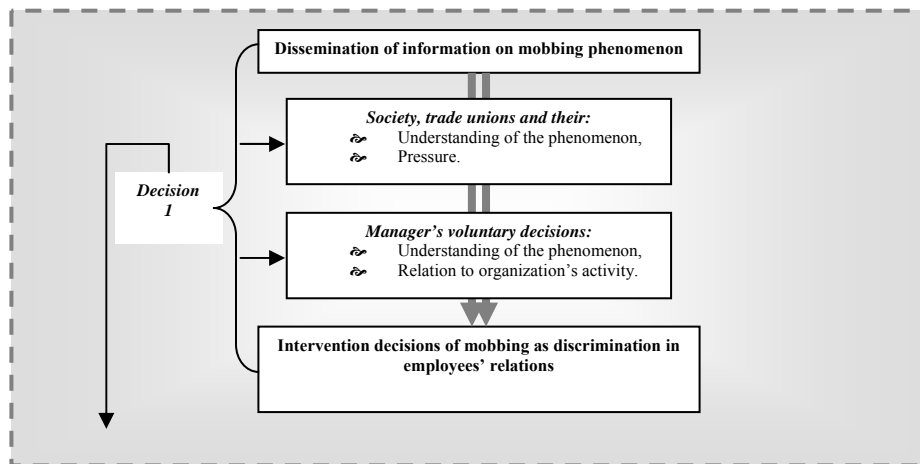 Dissemination of information on mobbing phenomenon
Society, trade unions and their:
Understanding of the phenomenon,
Pressure.
Decision
1
Manager's voluntary decisions:
Understanding of the phenomenon,
Relation to organization's activity.
Intervention decisions of mobbing as discrimination in
employees' relations